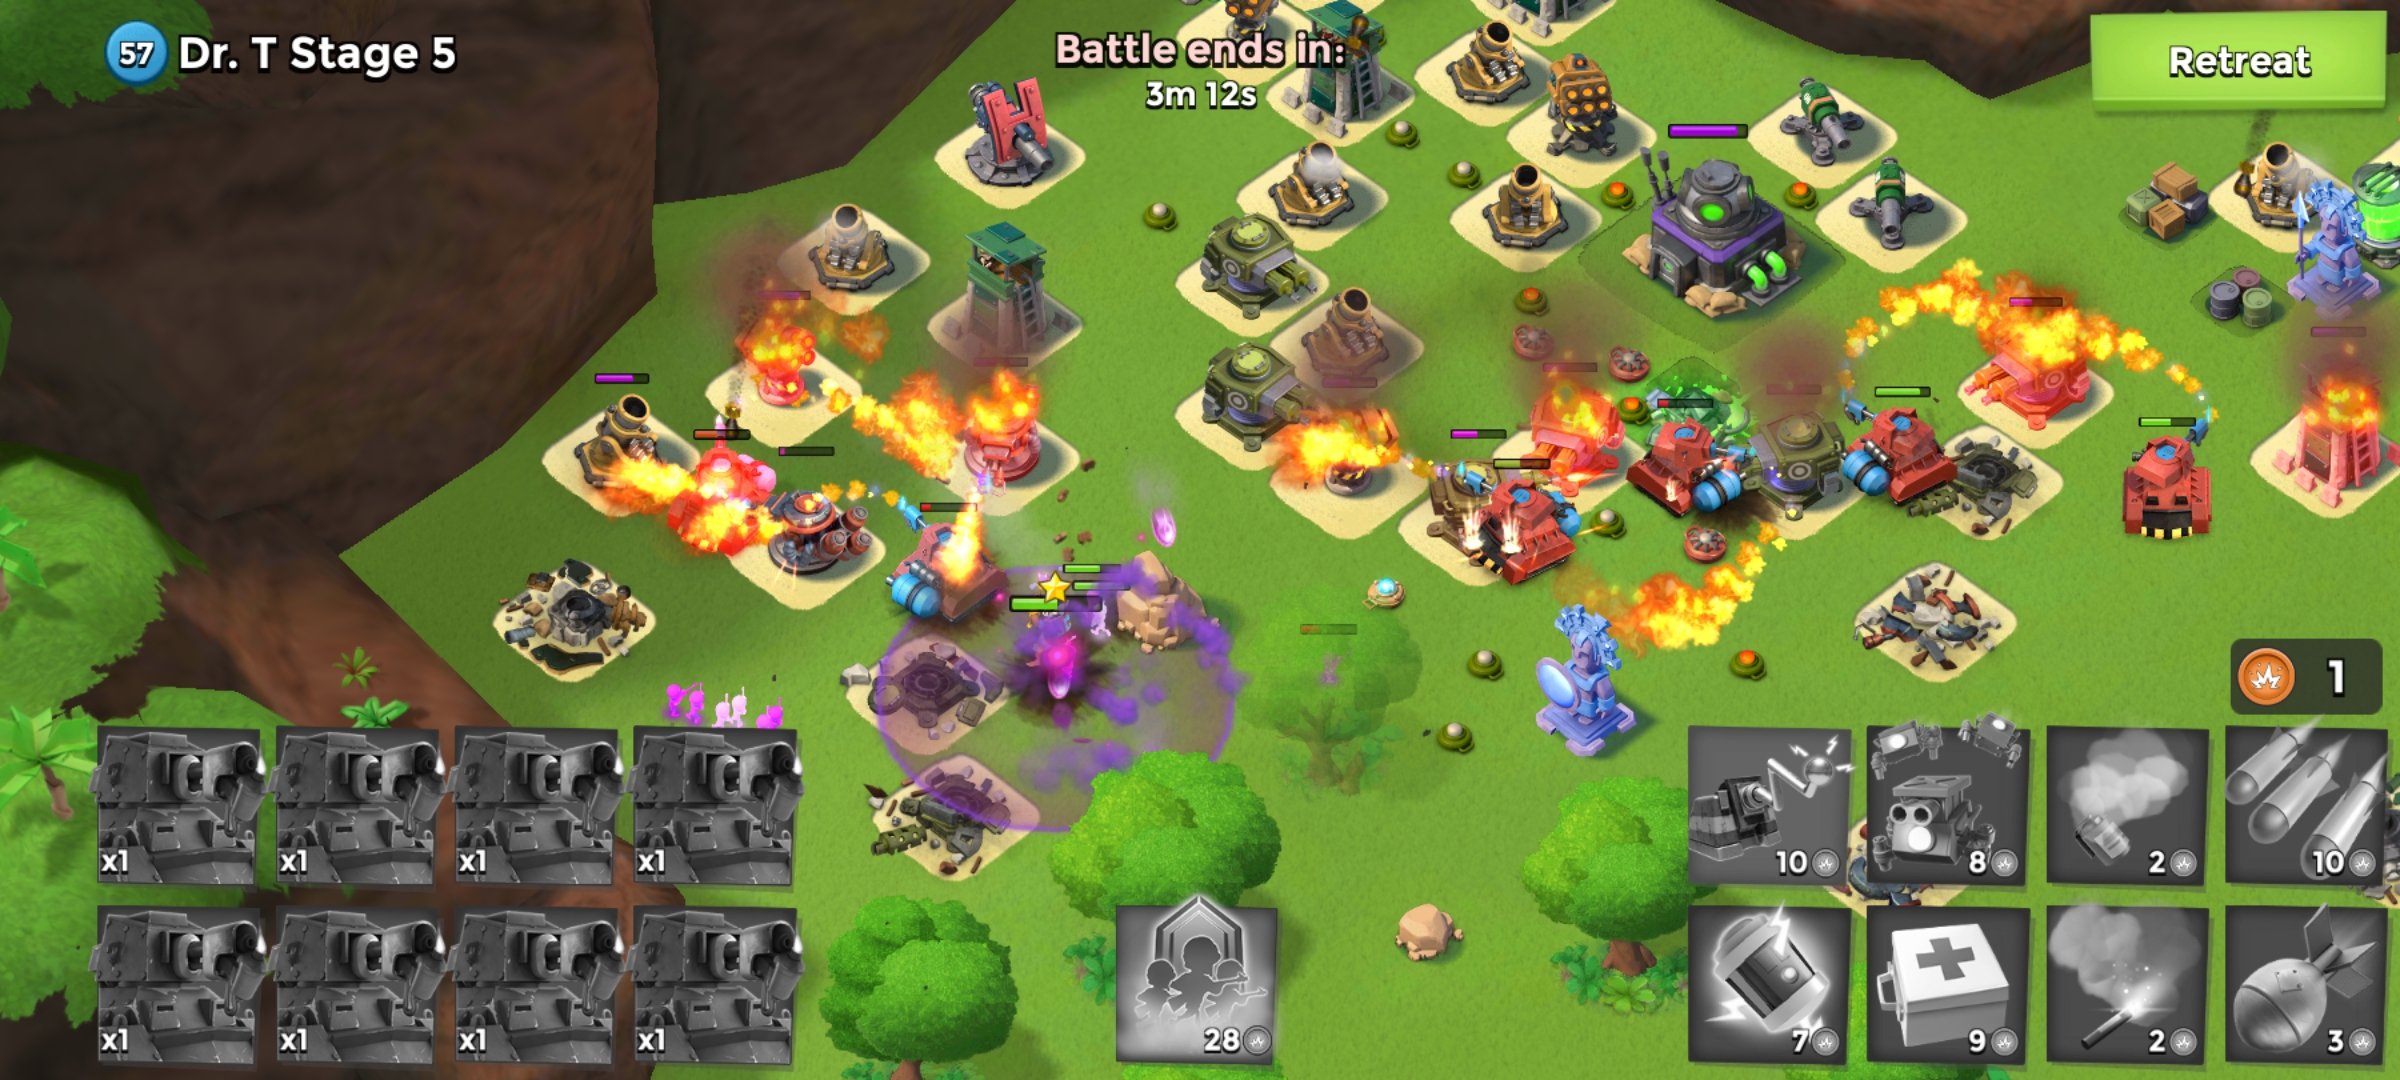 57 Dr. T Stage 5
Battle ends in:
3m 12s
Retreat
1
x1 x1 x1 x1
10 8 2 10
x1 x1 x1 x1
28
7 9 2 3